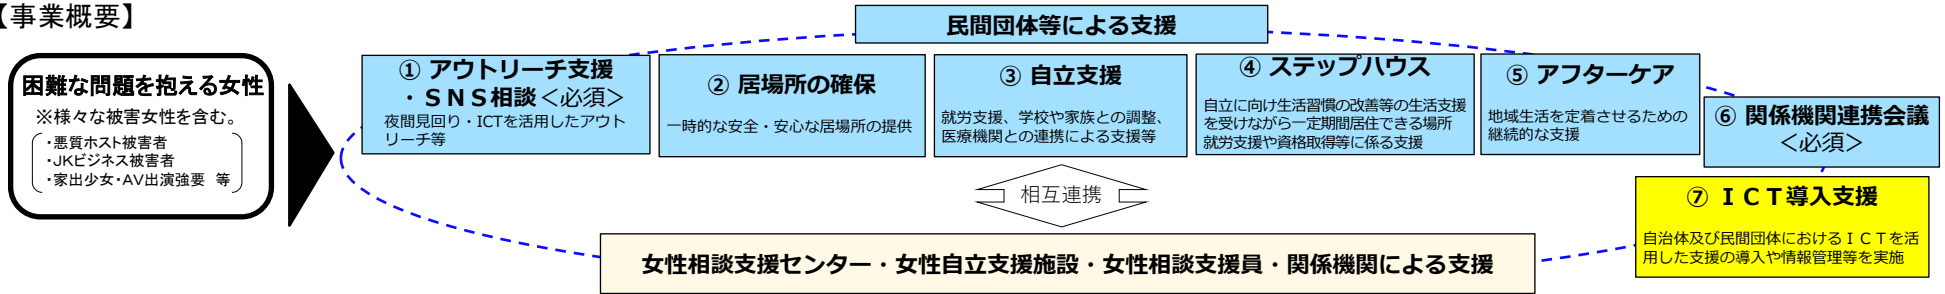 【事業概要】
民間団体等による支援
困難な問題を抱える女性
※様々な被害女性を含む。
・悪質ホスト被害者
・JKビジネス被害者
・家出少女・AV出演強要 等
① アウトリーチ支援
・ＳＮＳ相談＜必須＞
夜間見回り・ICTを活用したアウト
リーチ等
② 居場所の確保
一時的な安全・安心な居場所の提供
③ 自立支援
就労支援、学校や家族との調整、
医療機関との連携による支援等
④ ステップハウス
自立に向け生活習慣の改善等の生活支援
を受けながら一定期間居住できる場所
就労支援や資格取得等に係る支援
⑤ アフターケア
地域生活を定着させるための
継続的な支援
⑥ 関係機関連携会議
＜必須＞
相互連携
⑦ ＩＣＴ導入支援
自治体及び民間団体におけるＩＣＴを活
用した支援の導入や情報管理等を実施
女性相談支援センター・女性自立支援施設・女性相談支援員・関係機関による支援